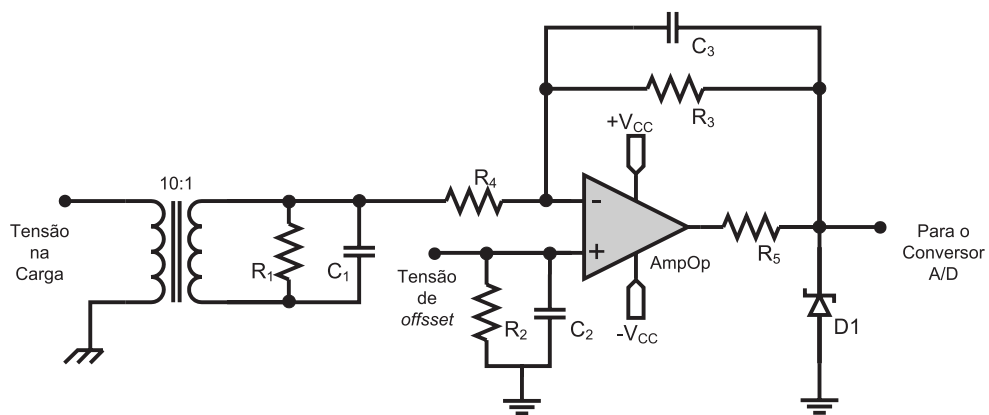 C3
R3
+VCC
10:1
R4
-
Tensão
na
Carga
R1
C1
+
Tensão
de
offsset
R2
C2
AmpOp
-VCC
R5
Para o
Conversor
A/D
D1